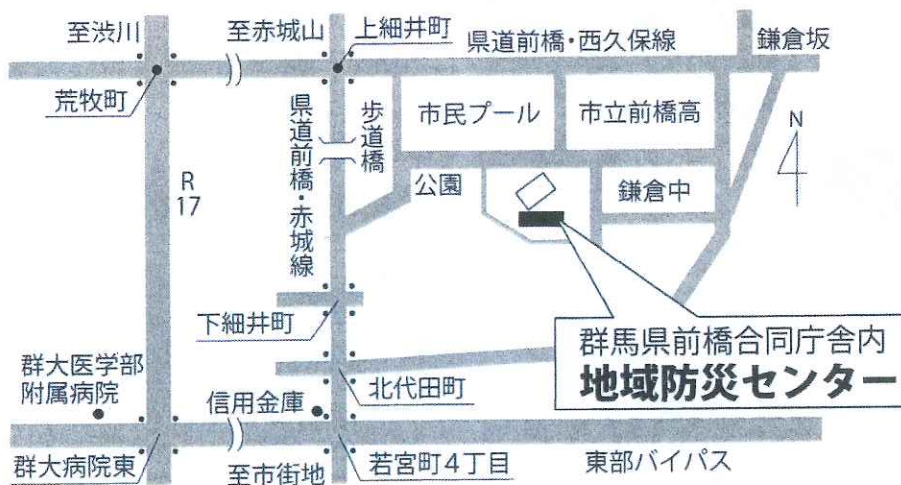 至渋川
至赤城山
上細井町
県道前橋・西久保線
鎌倉坂
荒牧町
県道前橋・赤城線
歩道橋
市民プール
市立前橋高
N
R
17
公園
鎌倉中
下細井町
群馬県前橋合同庁舎内
地域防災センター
群大医学部
附属病院
信用金庫
北代田町
群大病院東
至市街地
若宮町4丁目
東部バイパス